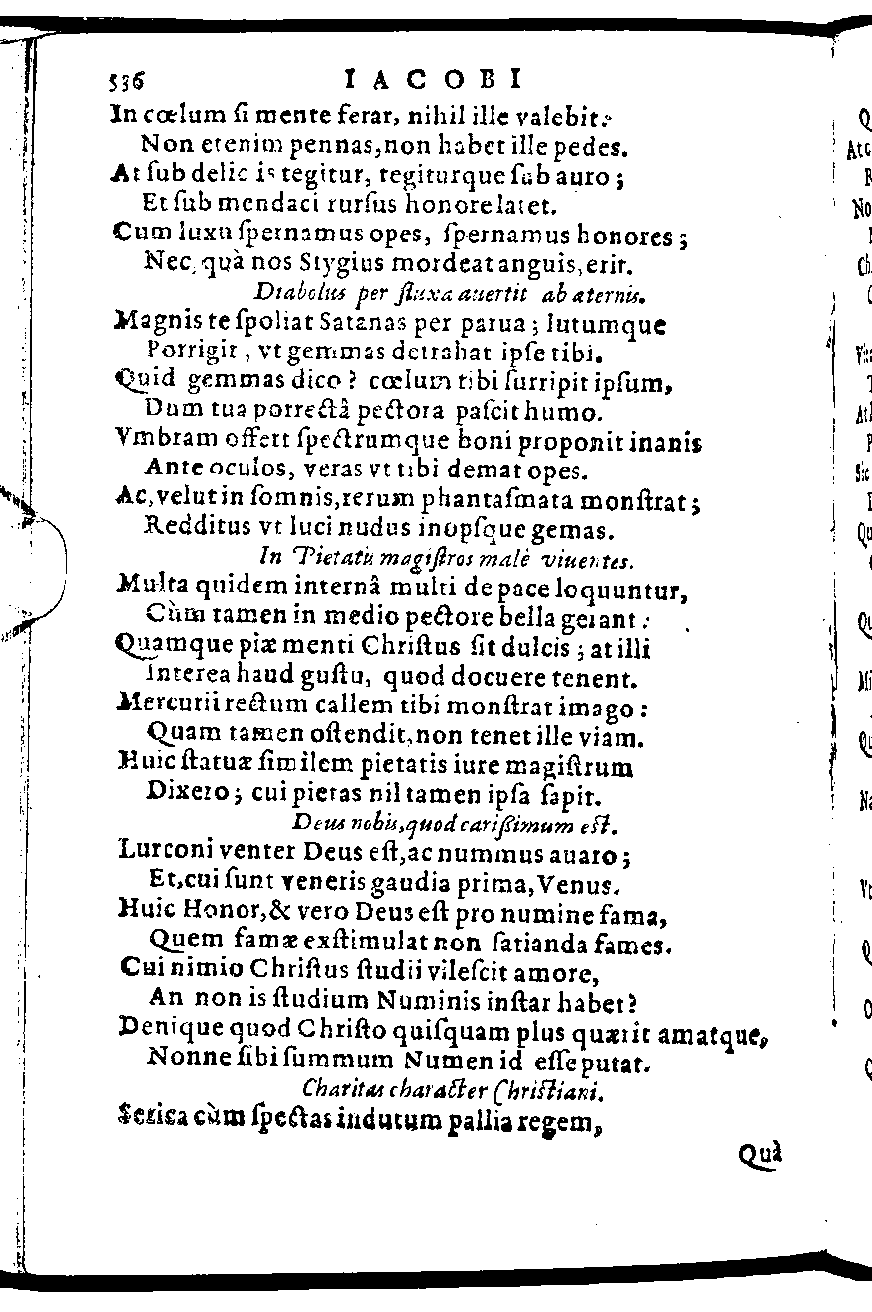 536 IACOBI
In cœlum ſi mente ferar, nihil ille valebit:
Non etenim pennas, non habet ille pedes.
At ſub deliciis tegitur, tegiturque ſub auro;
Et ſub mendaci rurſus honore latet.
Cum luxu ſpernamus opes, ſpernamus honores;
Nec, quà nos Stygius mordeat anguis, erit.
Diabolus per fluxa auertit ab æternis.
Magnis te ſpoliat Satanas per parua; lutumque
Porrigit, vt gemmas detrahat ipſe tibi.
Quid gemmas dico? cœlum tibi ſurripit ipſum,
Dum tua porrectâ pectora paſcit humo.
Vmbram offert ſpectrumque boni proponit inanis
Ante oculos, veras vt tibi demat opes.
Ac, velut in ſomnis, rerum phantaſmata monſtrat;
Redditus vt luci nudus inopſque gemas.
In Pietatis magiſtros malè viuentes.
Multa quidem internâ multi de pace loquuntur,
Cùm tamen in medio pectore bella gerant:
Quamque piæ menti Chriſtus ſit dulcis; at illi
Interea haud guſtu, quod docuere tenent.
Mercurii rectum callem tibi monſtrat imago:
Quam tamen oſtendit, non tenet ille viam.
Huic ſtatuæ ſimilem pietatis iure magiſtrum
Dixero; cui pietas nil tamen ipſa ſapit.
Deus nobis, quod carißimum eſt.
Lurconi venter Deus eſt, ac nummus auaro;
Et, cui ſunt veneris gaudia prima, Venus.
Huic Honor, & vero Deus eſt pro numine fama,
Quem famæ exſtimulat non ſatianda fames.
Cui nimio Chriſtus ſtudii vileſcit amore,
An non is ſtudium Numinis inſtar habet?
Denique quod Chriſto quiſquam plus quærit amatque,
Nonne ſibi ſummum Numen id eſſe putat.
Charitas character Chriſtiani.
Serica cùm ſpectas indutum pallia regem,
Quà